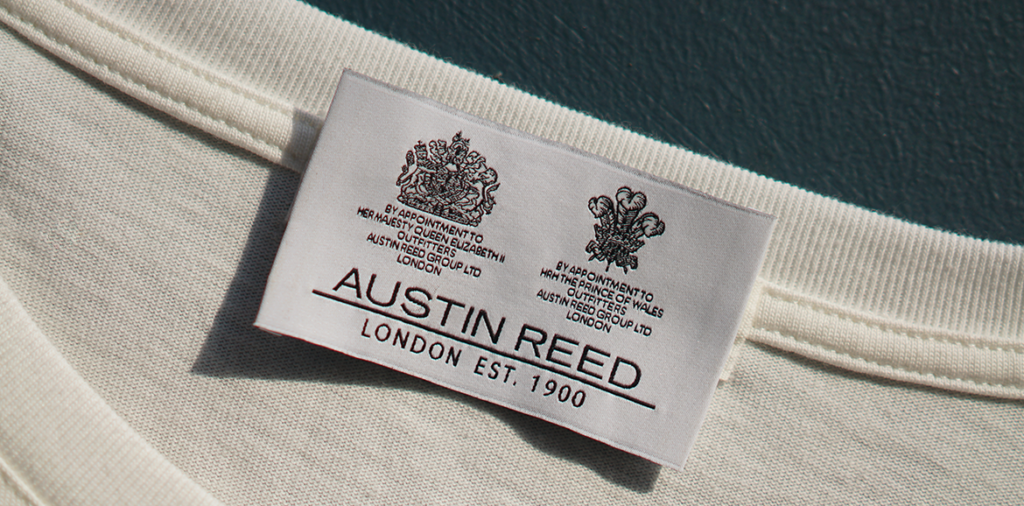 BY APPOINTMENT TO
HER MAJESTY QUEEN ELIZABETH II
OUTFITTERS
AUSTIN REED GROUP LTD
LONDON
BY APPOINTMENT TO
HRH THE PRINCE OF WALES
OUTFITTERS
AUSTIN REED GROUP LTD
LONDON
AUSTIN REED
LONDON EST. 1900